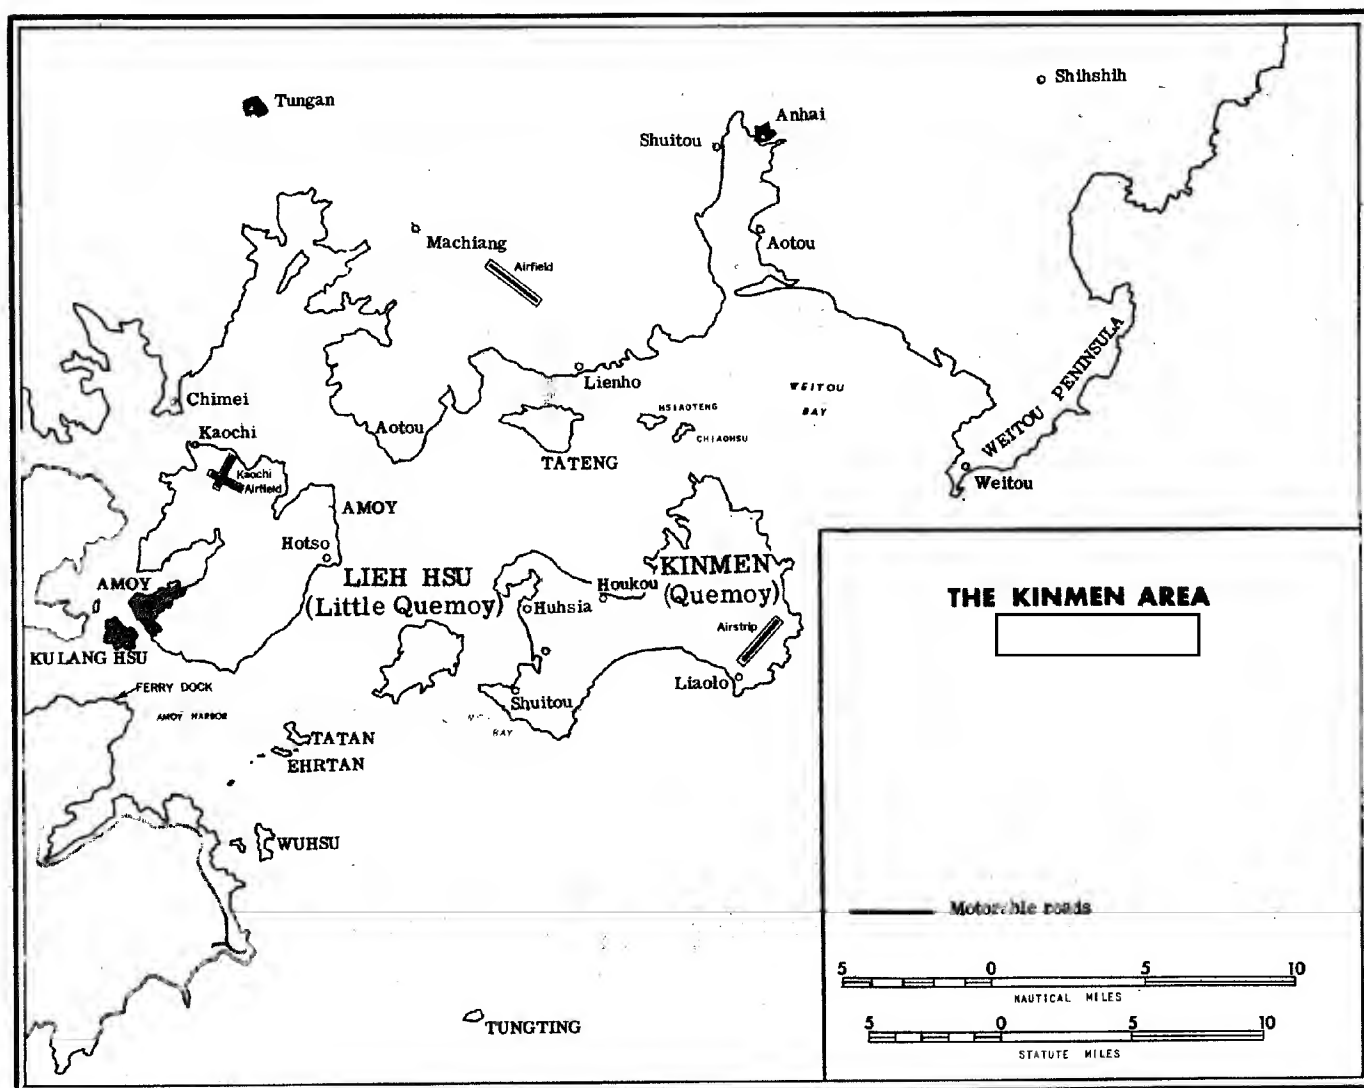 Shihshih
Tungan
Anhai
Shuitou
Machiang
Aotou
Airfield
WEITOU PENINSULA
Lienho
WEITOU
BAY
Chimei
HSIAOTENG
Aotou
CHIAOHSU
Kaochi
TATENG
Kaochi
Airfield
Weitou
AMOY
Hotso
LIEH HSU
(Little Quemoy)
KINMEN
(Quemoy)
Houkou
AMOY
Huhsia
THE KINMEN AREA
Airstrip
KULANG HSU
Liaolo
FERRY DOCK
Shuitou
AMOY HARBOR
BAY
TATAN
EHRTAN
WUHSU
Motorable roads
5 0 5 10
NAUTICAL MILES
TUNGTING
5 0 5 10
STATUTE MILES